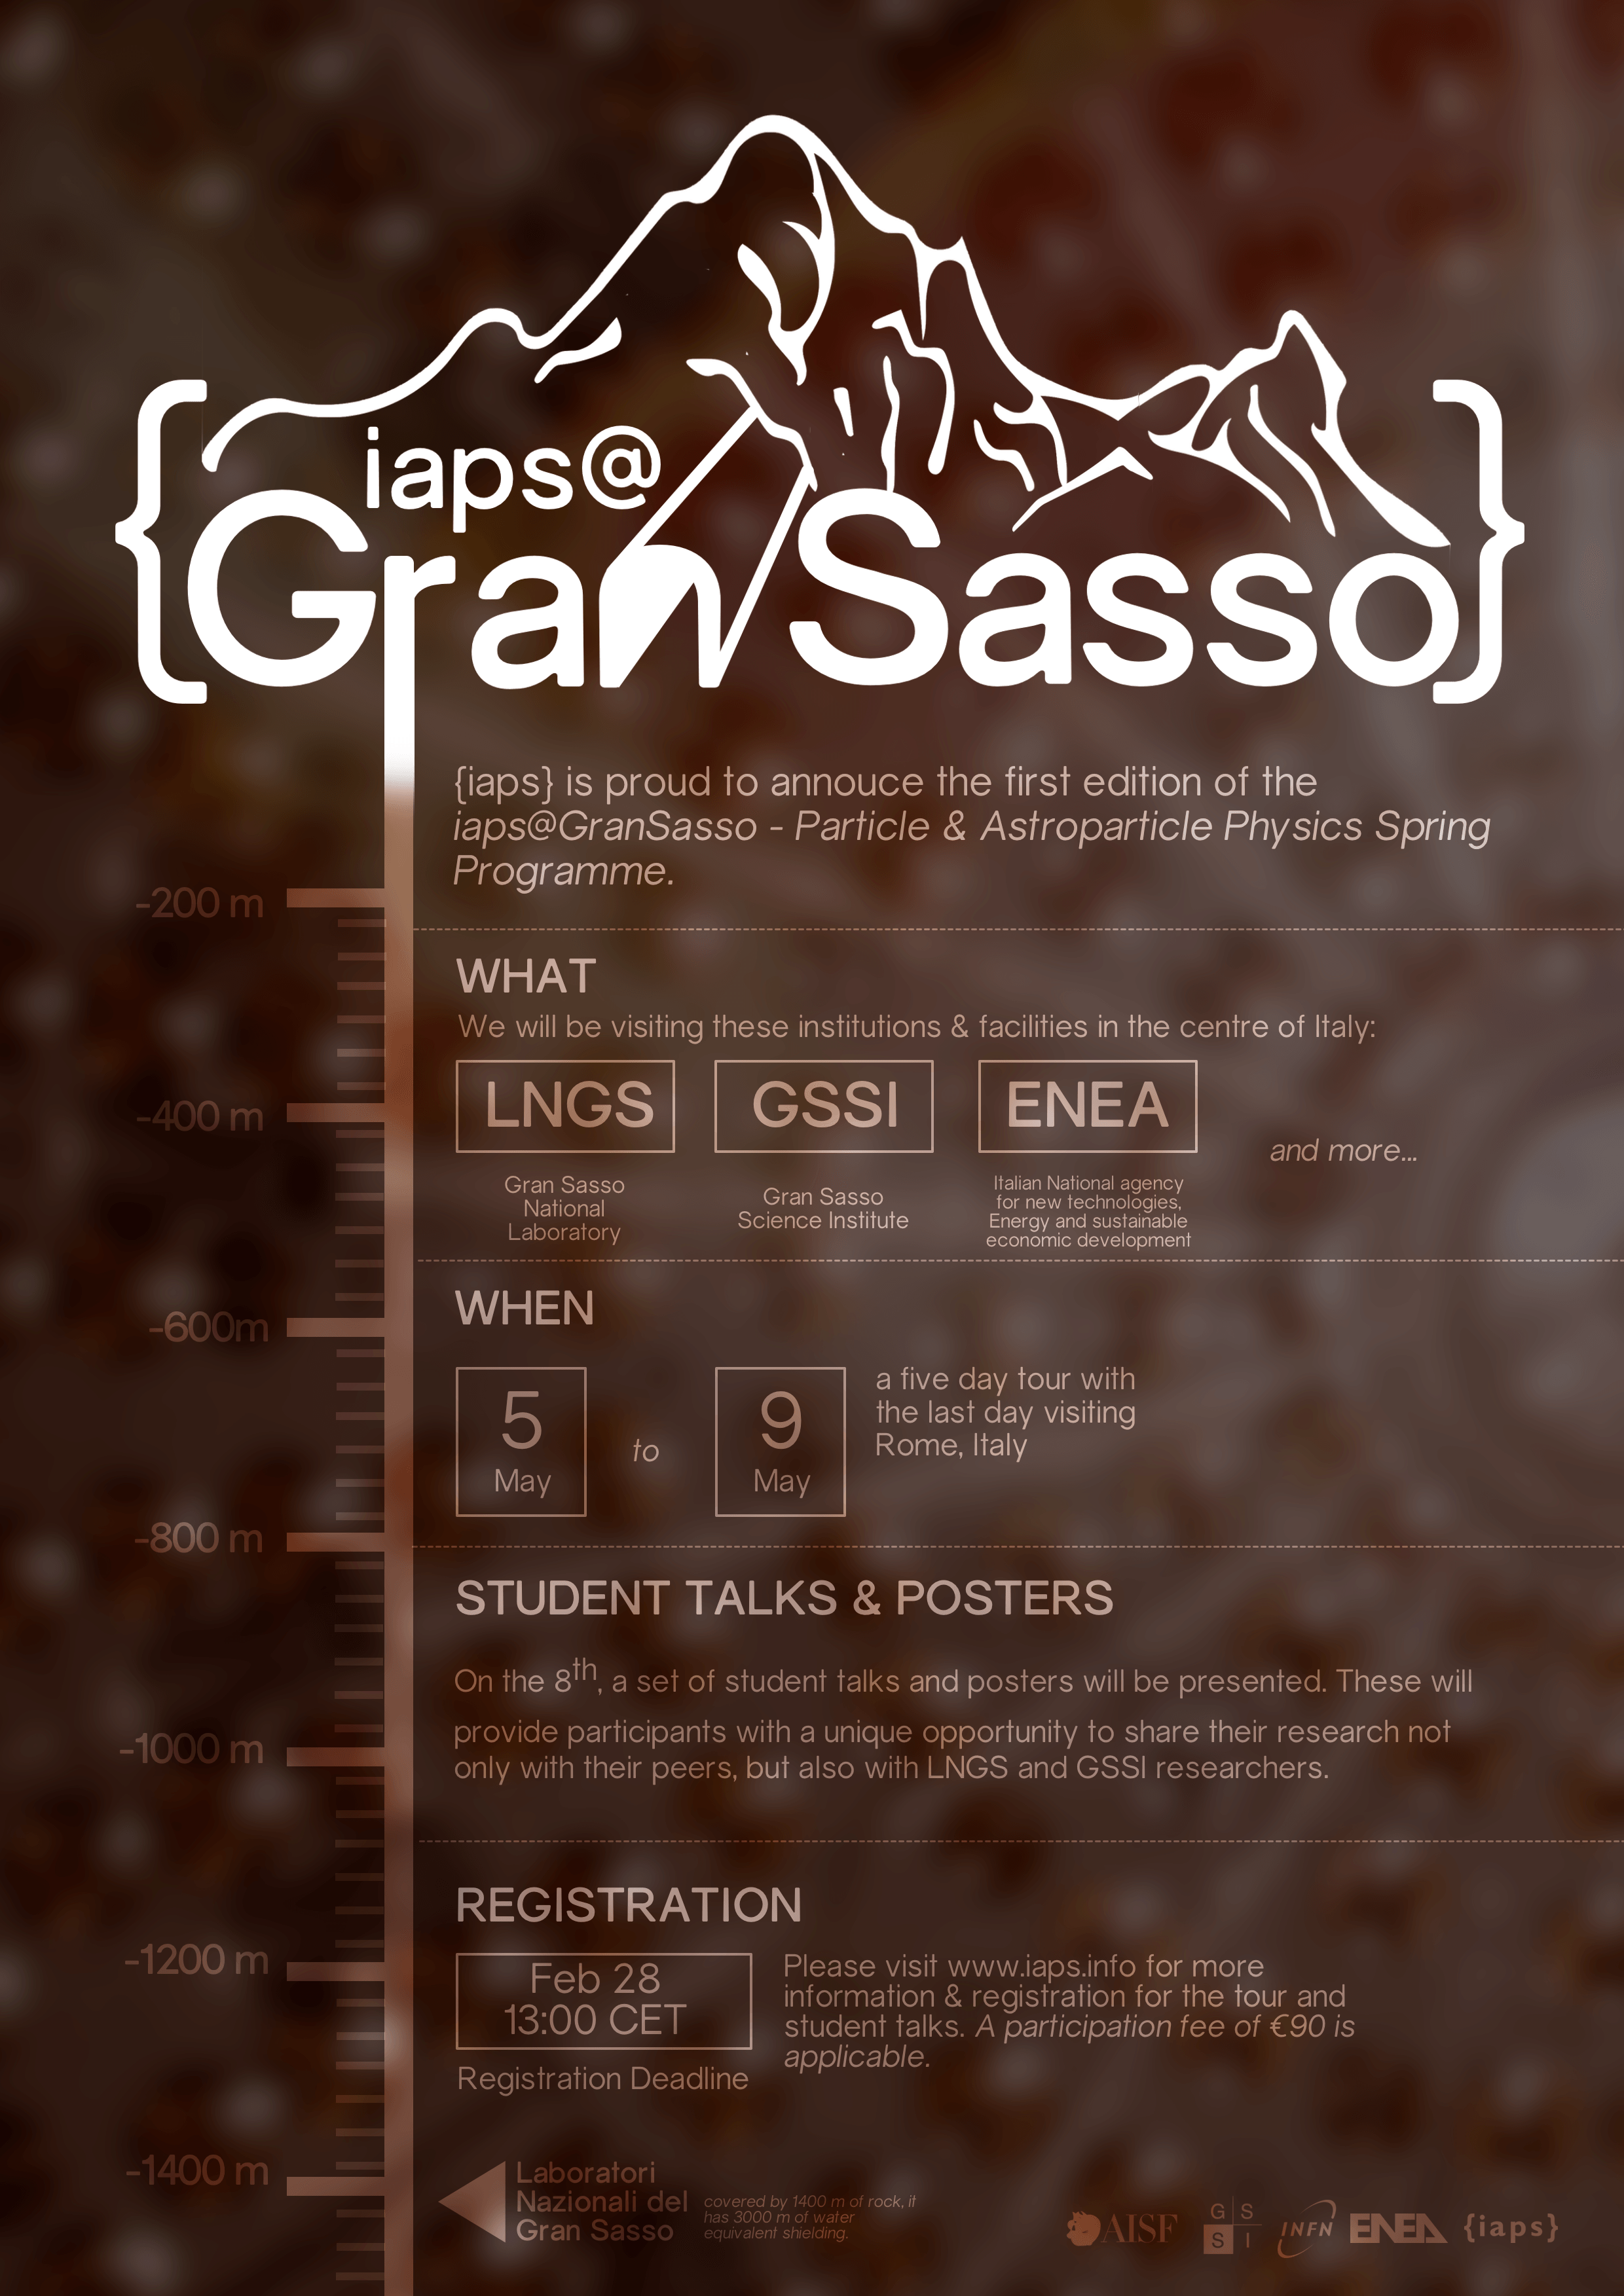 iaps@
{GranSasso}
{iaps} is proud to annouce the first edition of the
iaps@GranSasso - Particle & Astroparticle Physics Spring
Programme.
-200 m
WHAT
We will be visiting these institutions & facilities in the centre of Italy:
LNGS GSSI ENEA
-400 m
and more...
Gran Sasso
National
Laboratory
Gran Sasso
Science Institute
Italian National agency
for new technologies,
Energy and sustainable
economic development
WHEN
-600m
5
May
to
9
May
a five day tour with
the last day visiting
Rome, Italy
-800 m
STUDENT TALKS & POSTERS
On the 8th, a set of student talks and posters will be presented. These will
provide participants with a unique opportunity to share their research not
only with their peers, but also with LNGS and GSSI researchers.
-1000 m
REGISTRATION
-1200 m
Feb 28
13:00 CET
Registration Deadline
Please visit www.iaps.info for more
information & registration for the tour and
student talks. A participation fee of €90 is
applicable.
-1400 m
Laboratori
Nazionali del
Gran Sasso
covered by 1400 m of rock, it
has 3000 m of water
equivalent shielding.
AISF
G S
S I
INFN
ENEA
{iaps}